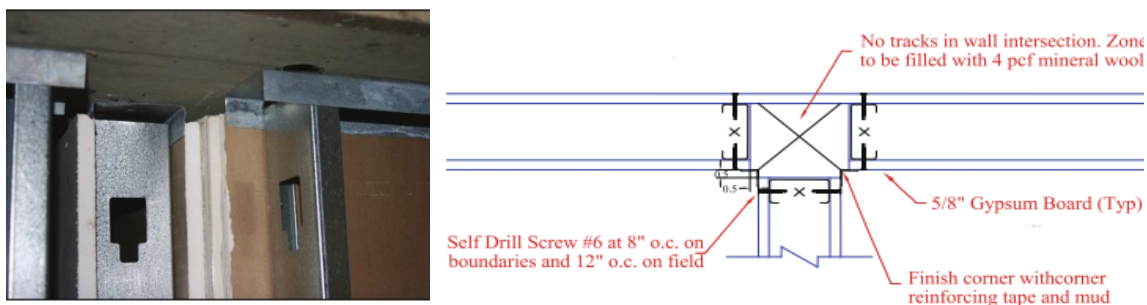 No tracks in wall intersection. Zone
to be filled with 4 pcf mineral wool
X
X
0.5
0.5
X
5/8" Gypsum Board (Typ)
Self Drill Screw #6 at 8" o.c. on
boundaries and 12" o.c. on field
Finish corner withcorner
reinforcing tape and mud